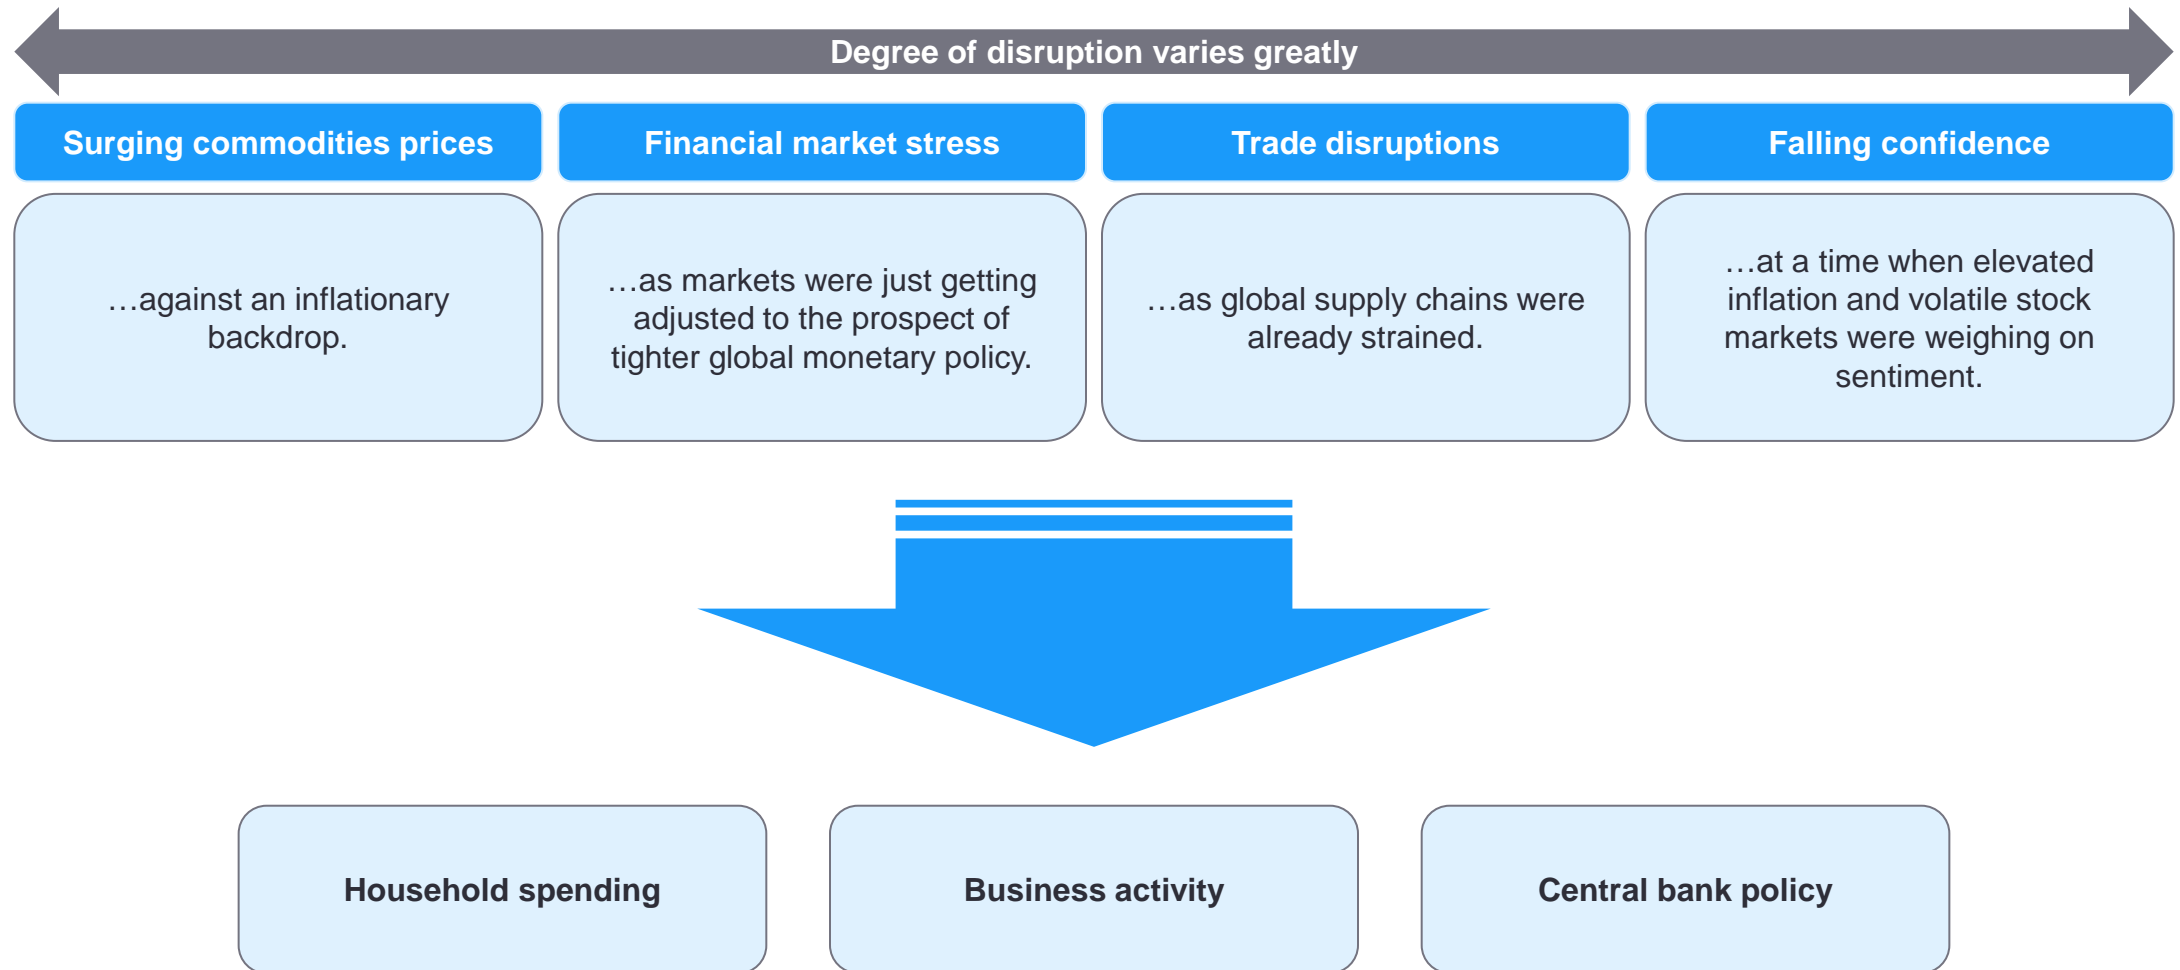 Degree of disruption varies greatly
Surging commodities prices
Financial market stress
Trade disruptions
Falling confidence
…against an inflationary
backdrop.
…as markets were just getting
adjusted to the prospect of
tighter global monetary policy.
…as global supply chains were
already strained.
…at a time when elevated
inflation and volatile stock
markets were weighing on
sentiment.
Household spending
Business activity
Central bank policy